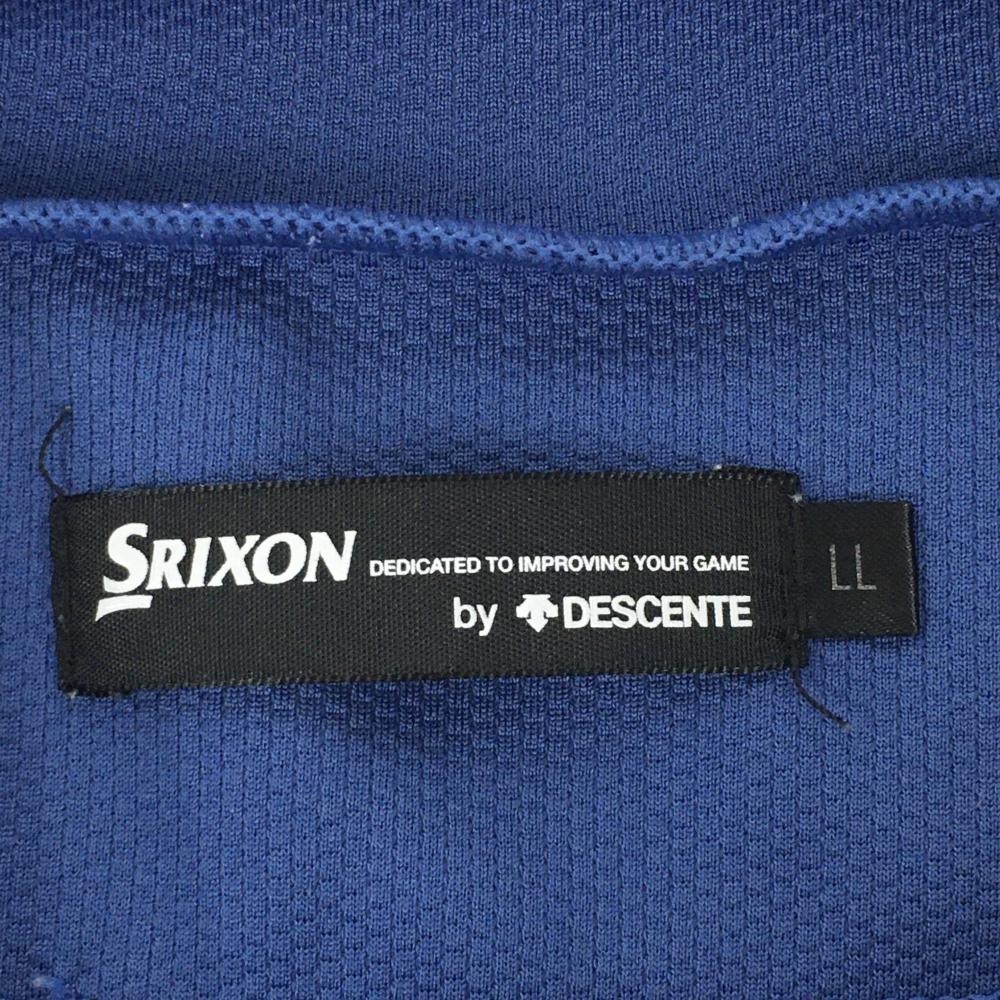 SRIXON DEDICATED TO IMPROVING YOUR GAME
by DESCENTE
LL